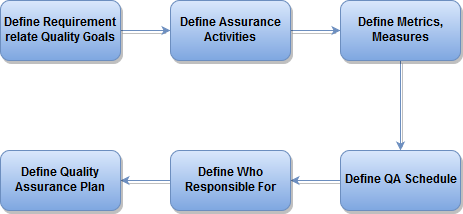 Define Requirement
relate Quality Goals
Define Assurance
Activities
Define Metrics,
Measures
Define QA Schedule
Define Who
Responsible For
Define Quality
Assurance Plan